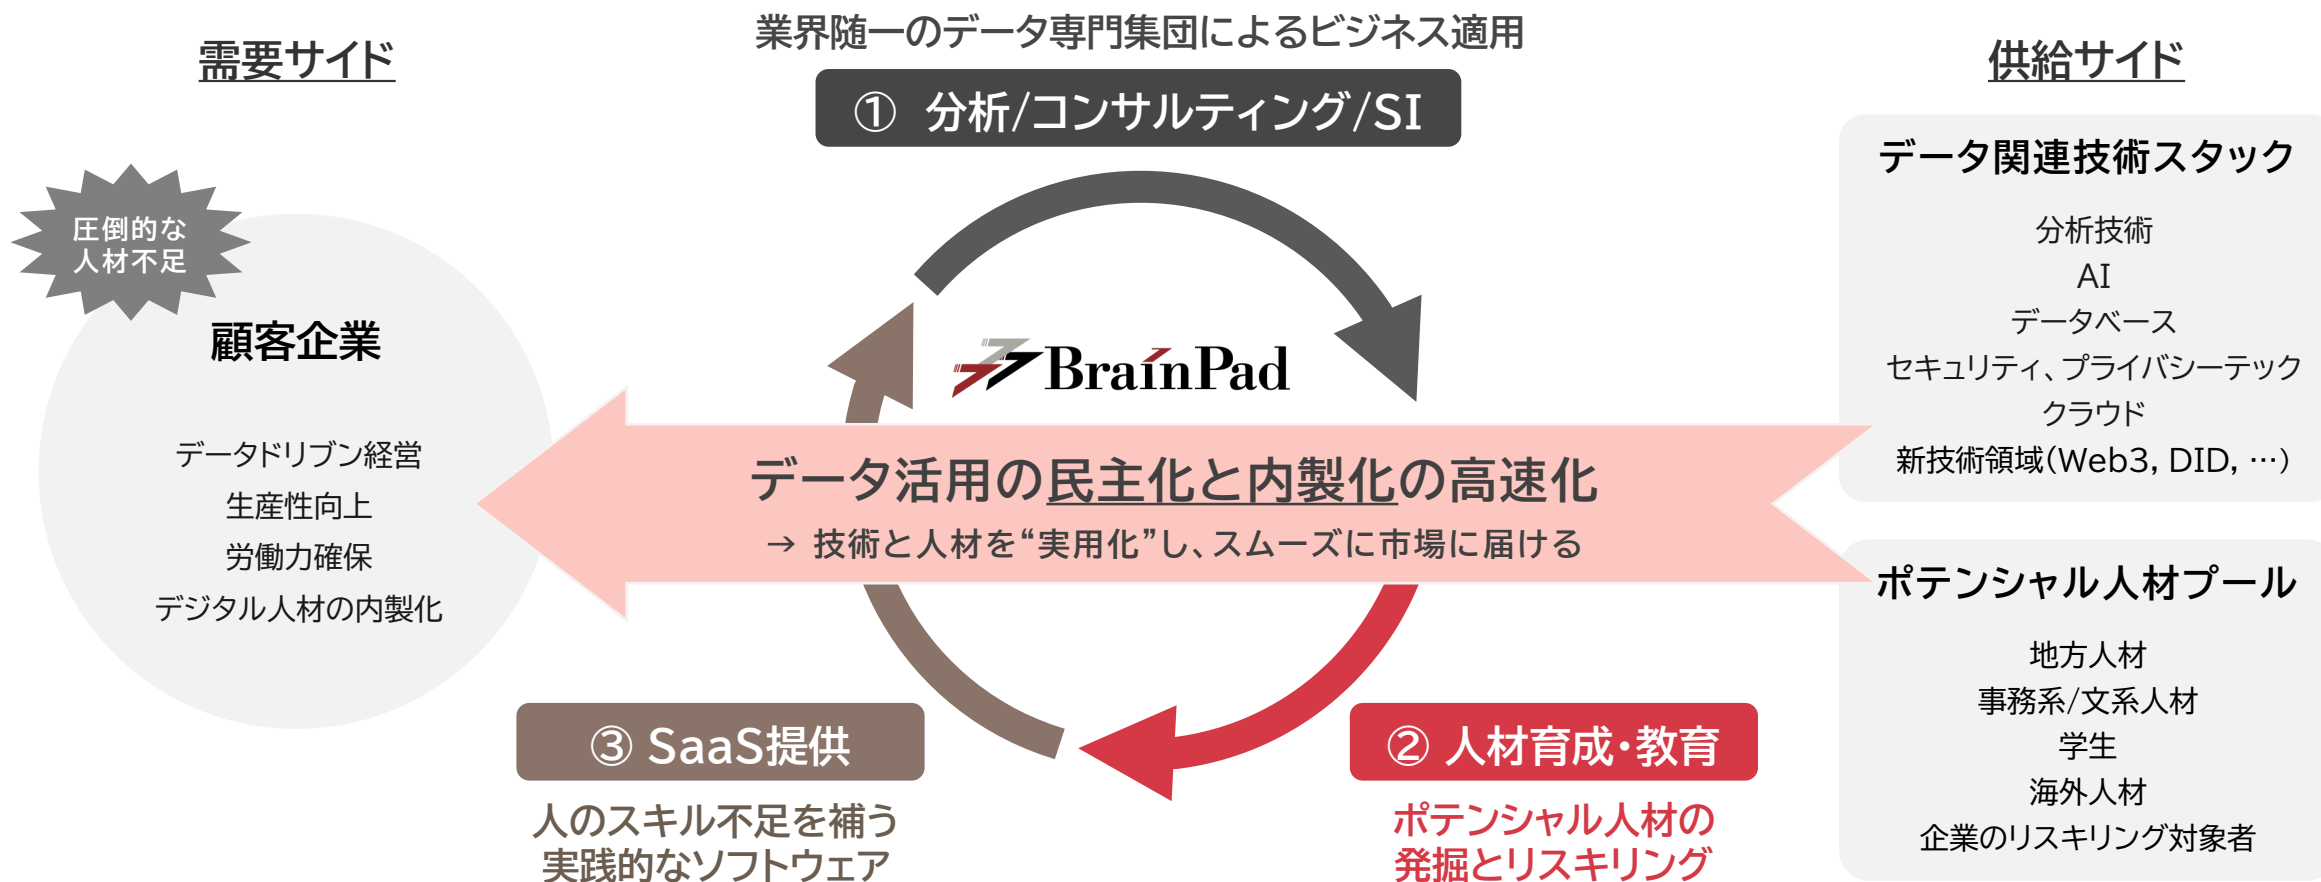 業界随一のデータ専門集団によるビジネス適用
① 分析/コンサルティング/SI
需要サイド
圧倒的な
人材不足
顧客企業
データドリブン経営
生産性向上
労働力確保
デジタル人材の内製化
BrainPad
データ活用の民主化と内製化の高速化
→ 技術と人材を“実用化”し、スムーズに市場に届ける
③ SaaS提供
人のスキル不足を補う
実践的なソフトウェア
② 人材育成・教育
ポテンシャル人材の
発掘とリスキリング
供給サイド
データ関連技術スタック
分析技術
AI
データベース
セキュリティ、プライバシーテック
クラウド
新技術領域（Web3, DID, …）
ポテンシャル人材プール
地方人材
事務系/文系人材
学生
海外人材
企業のリスキリング対象者